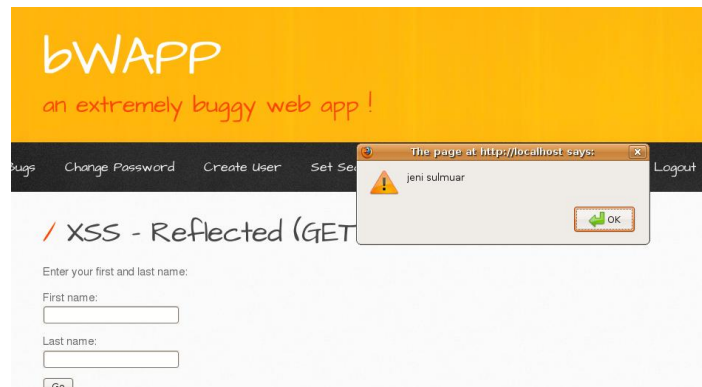 bWAPP
an extremely buggy web app !
Bugs Change Password Create User Set Sec Logout
The page at http://localhost says:
jeni sulmuar
OK
/ XSS - Reflected (GET
Enter your first and last name:
First name:
Last name:
Go